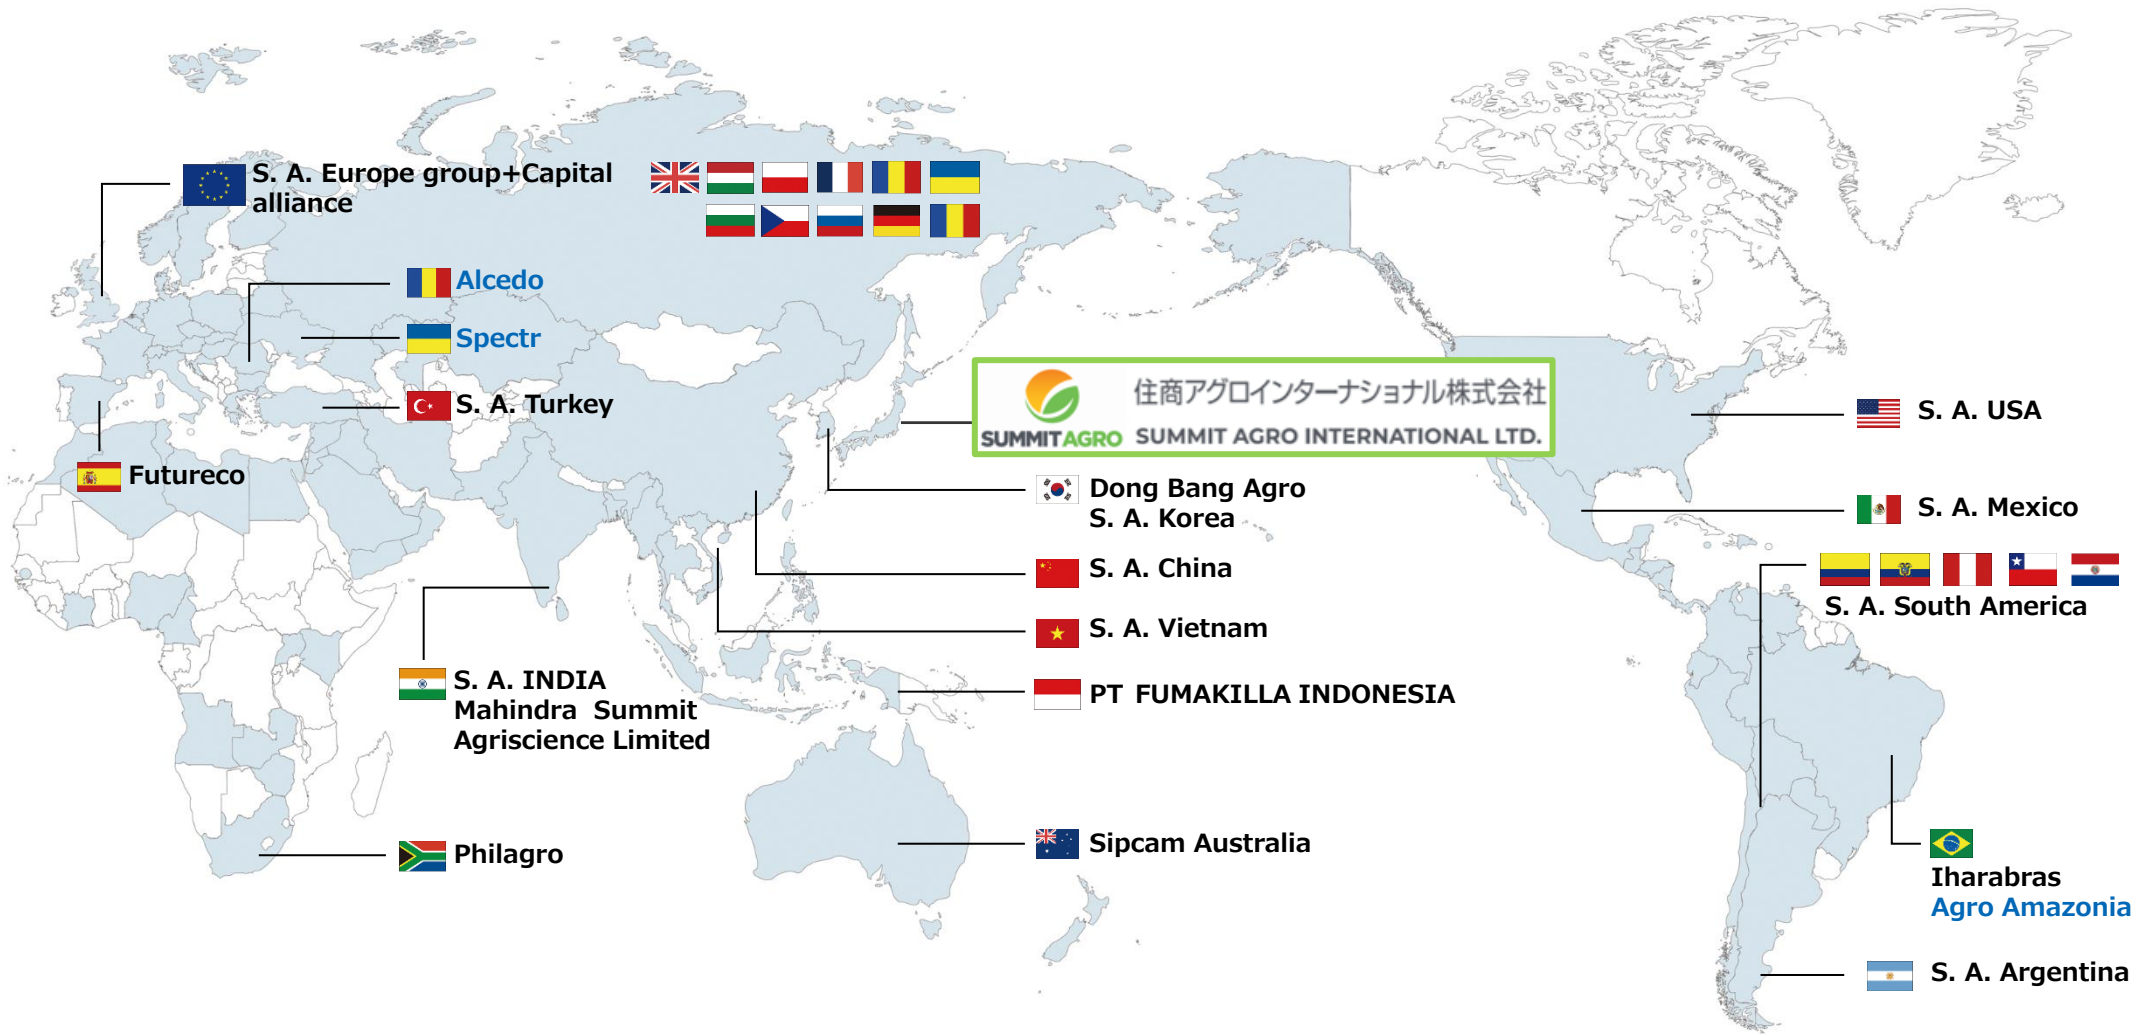 S. A. Europe group+Capital
alliance
Alcedo
Spectr
S. A. Turkey
Futureco
SUMMIT AGRO
住商アグロインターナショナル株式会社
SUMMIT AGRO INTERNATIONAL LTD.
Dong Bang Agro
S. A. Korea
S. A. China
S. A. Vietnam
PT FUMAKILLA INDONESIA
S. A. INDIA
Mahindra Summit
Agriscience Limited
Philagro
Sipcam Australia
S. A. USA
S. A. Mexico
S. A. South America
Iharabras
Agro Amazonia
S. A. Argentina